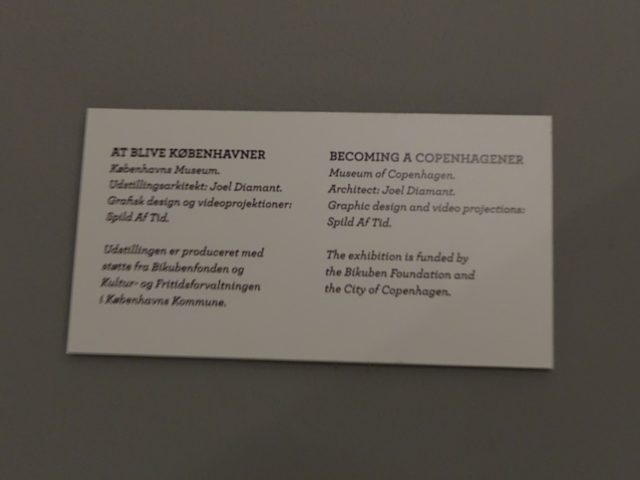 AT BLIVE KØBENHAVNER
Københavns Museum.
Udstillingsarkitekt: Joel Diamant.
Grafisk design og videoprojektioner:
Spild Af Tid.
Udstillingen er produceret med
støtte fra Bikubenfonden og
Kultur- og Fritidsforvaltningen
i Københavns Kommune.
BECOMING A COPENHAGENER
Museum of Copenhagen.
Architect: Joel Diamant.
Graphic design and video projections:
Spild Af Tid.
The exhibition is funded by
the Bikuben Foundation and
the City of Copenhagen.